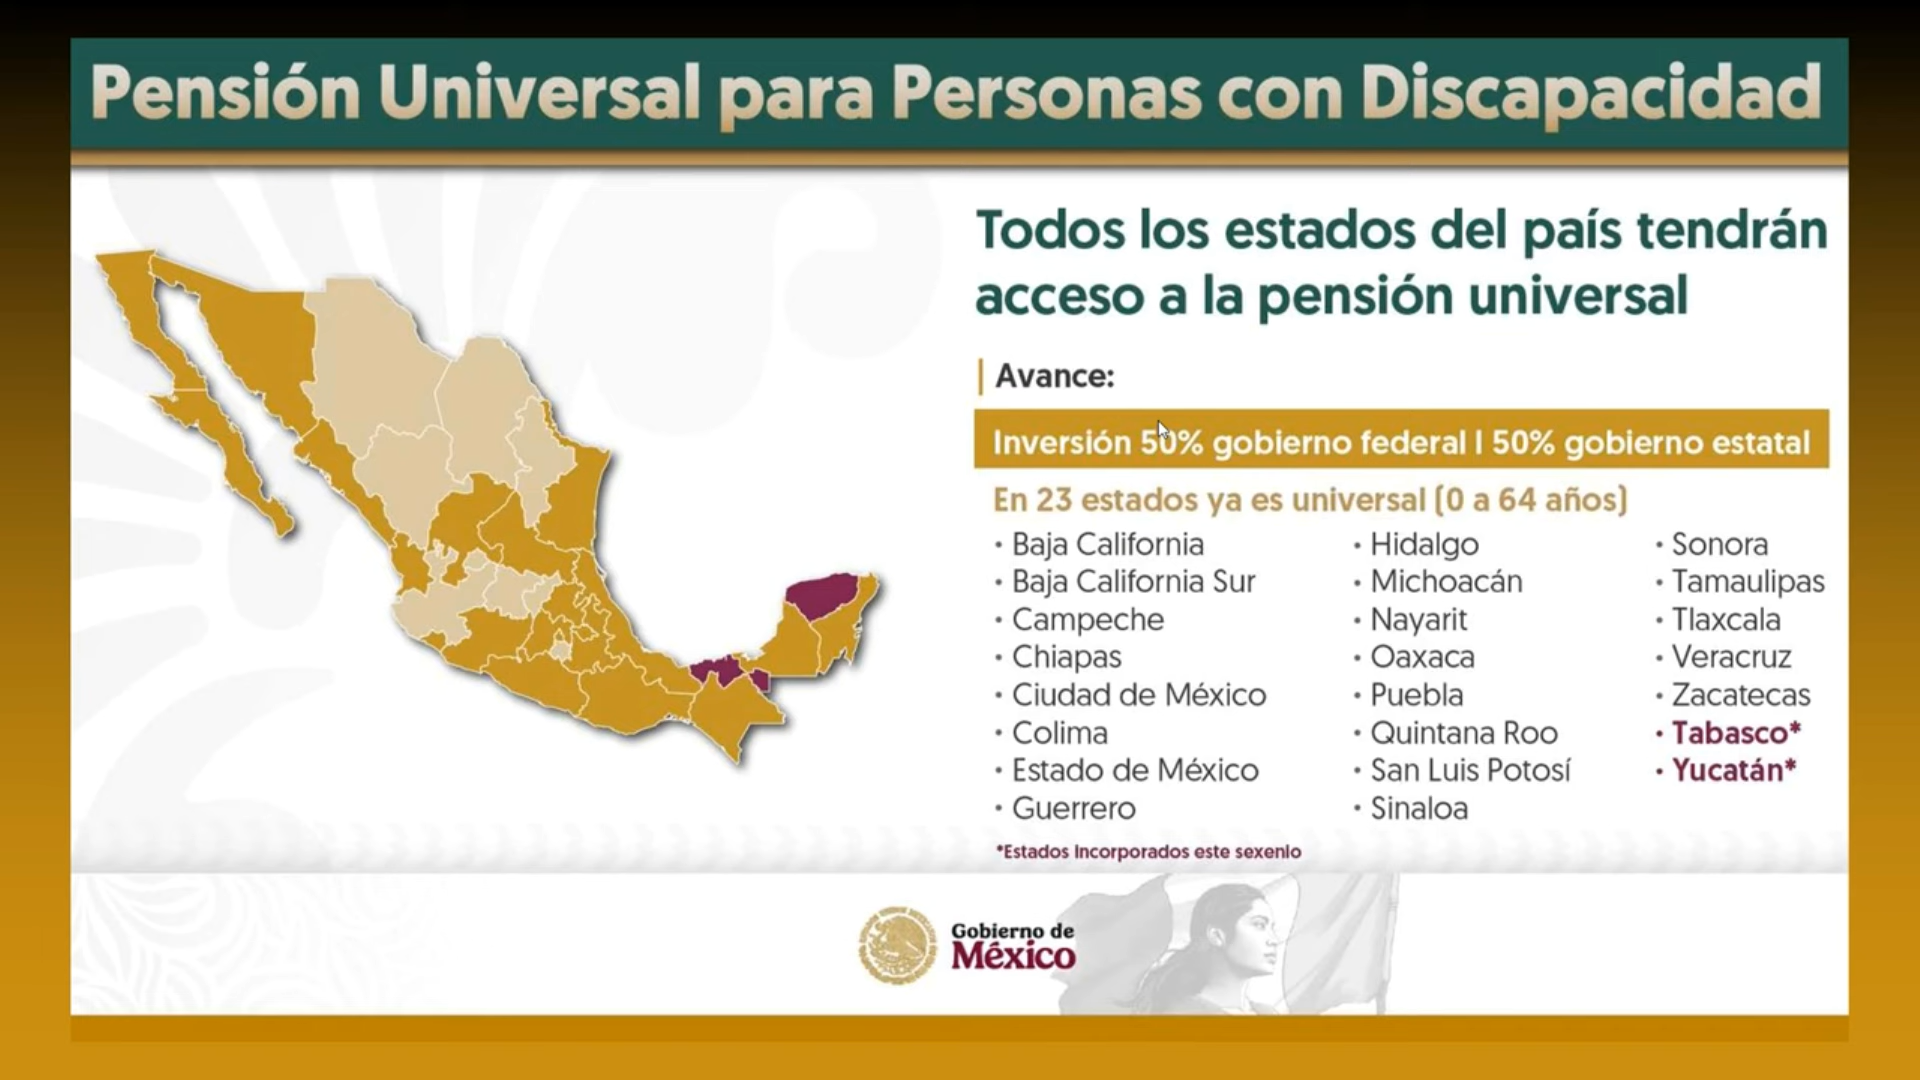 Pensión Universal para Personas con Discapacidad
Todos los estados del país tendrán
acceso a la pensión universal
Avance:
Inversión 50% gobierno federal | 50% gobierno estatal
En 23 estados ya es universal (0 a 64 años)
· Baja California
· Baja California Sur
· Campeche
· Chiapas
· Ciudad de México
· Colima
· Estado de México
· Guerrero
· Hidalgo
· Michoacán
· Nayarit
· Oaxaca
· Puebla
· Quintana Roo
· San Luis Potosí
· Sinaloa
· Sonora
· Tamaulipas
· Tlaxcala
· Veracruz
· Zacatecas
· Tabasco*
· Yucatán*
*Estados incorporados este sexenio
Gobierno de
México